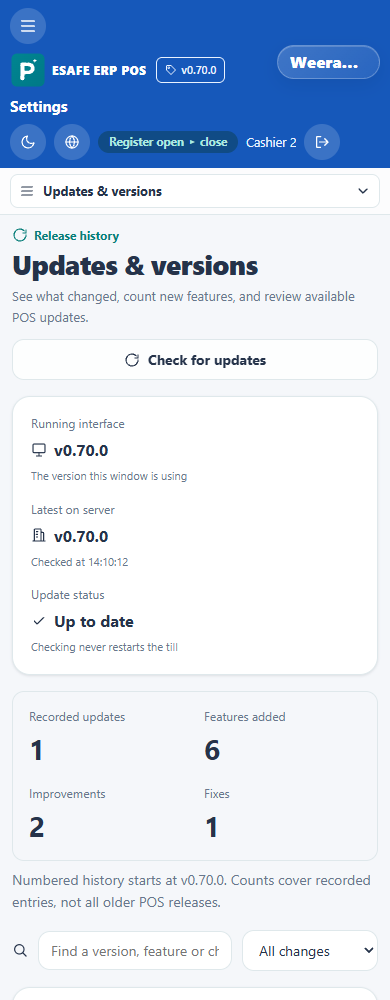 ESAFE ERP POS
v0.70.0
Weera...
Settings
Register open ▸ close
Cashier 2
Updates & versions
Release history
Updates & versions
See what changed, count new features, and review available
POS updates.
Check for updates
Running interface
v0.70.0
The version this window is using
Latest on server
v0.70.0
Checked at 14:10:12
Update status
Up to date
Checking never restarts the till
Recorded updates
1
Features added
6
Improvements
2
Fixes
1
Numbered history starts at v0.70.0. Counts cover recorded
entries, not all older POS releases.
Find a version, feature or ch
All changes